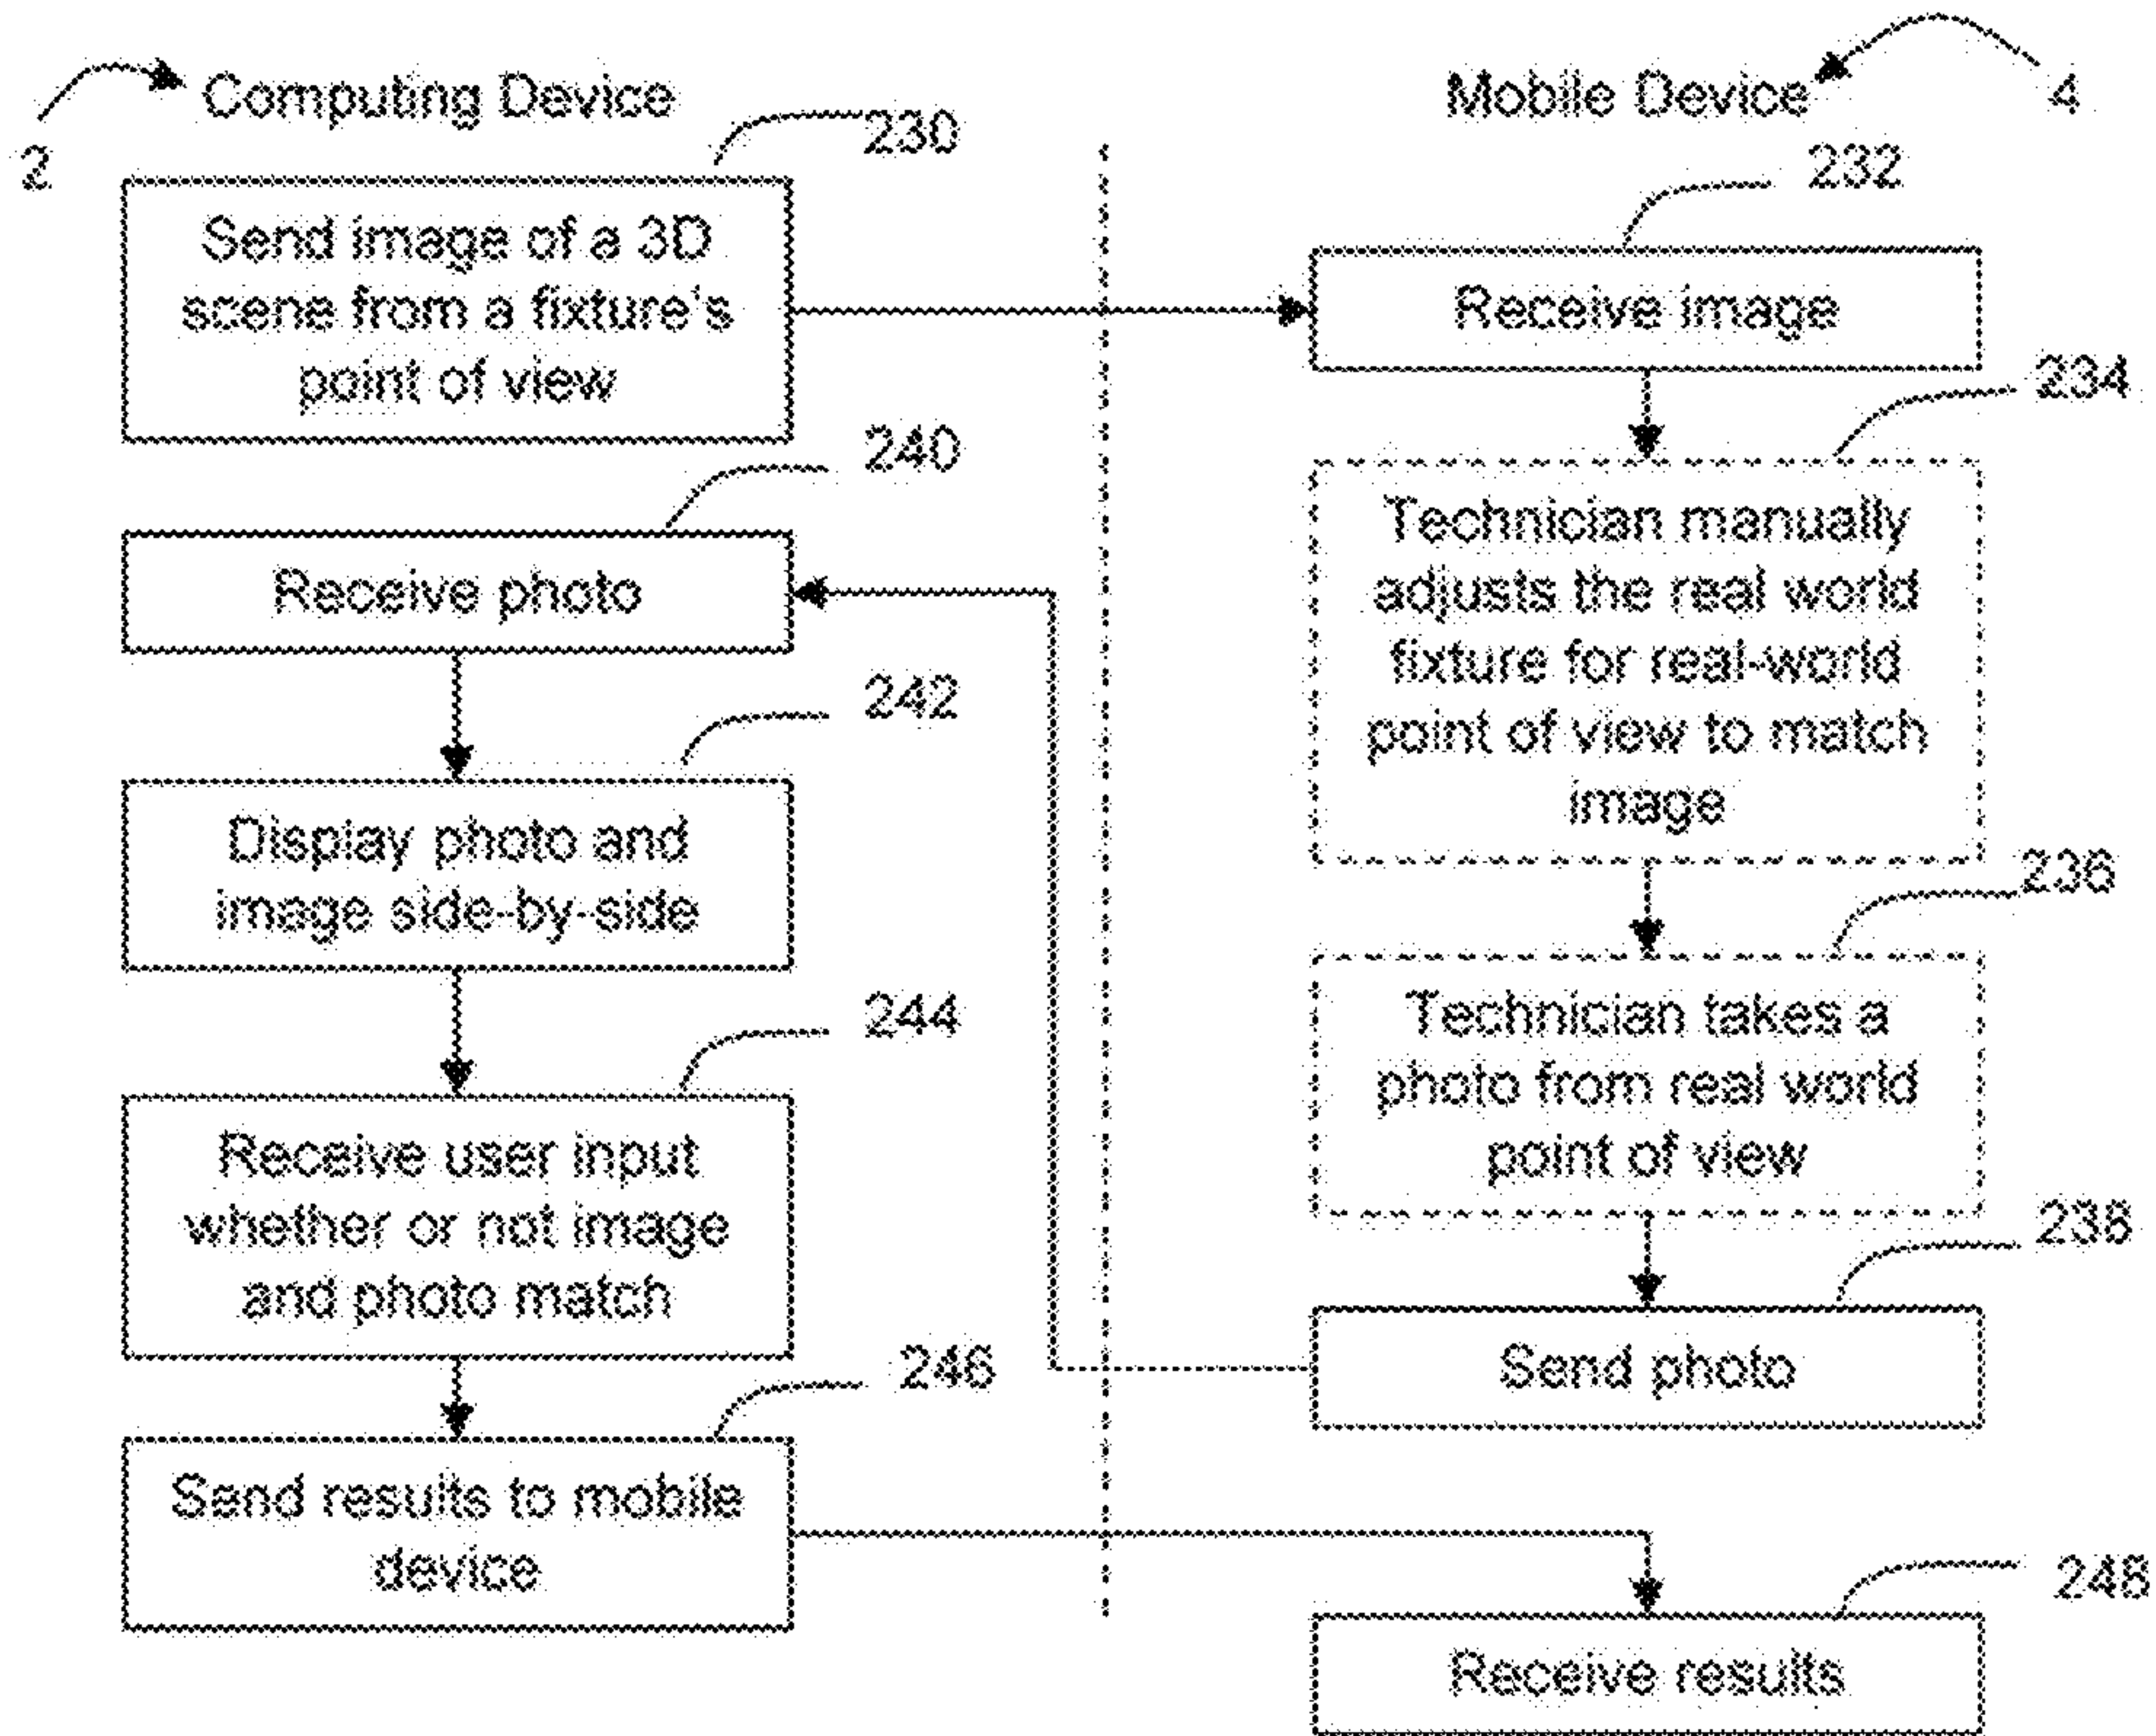 Computing Device
2
Mobile Device
4
230
Send image of a 3D
scene from a fixture's
point of view
232
Receive image
234
Technician manually
adjusts the real world
fixture for real-world
point of view to match
image
236
Technician takes a
photo from real world
point of view
238
Send photo
240
Receive photo
242
Display photo and
image side-by-side
244
Receive user input
whether or not image
and photo match
246
Send results to mobile
device
248
Receive results